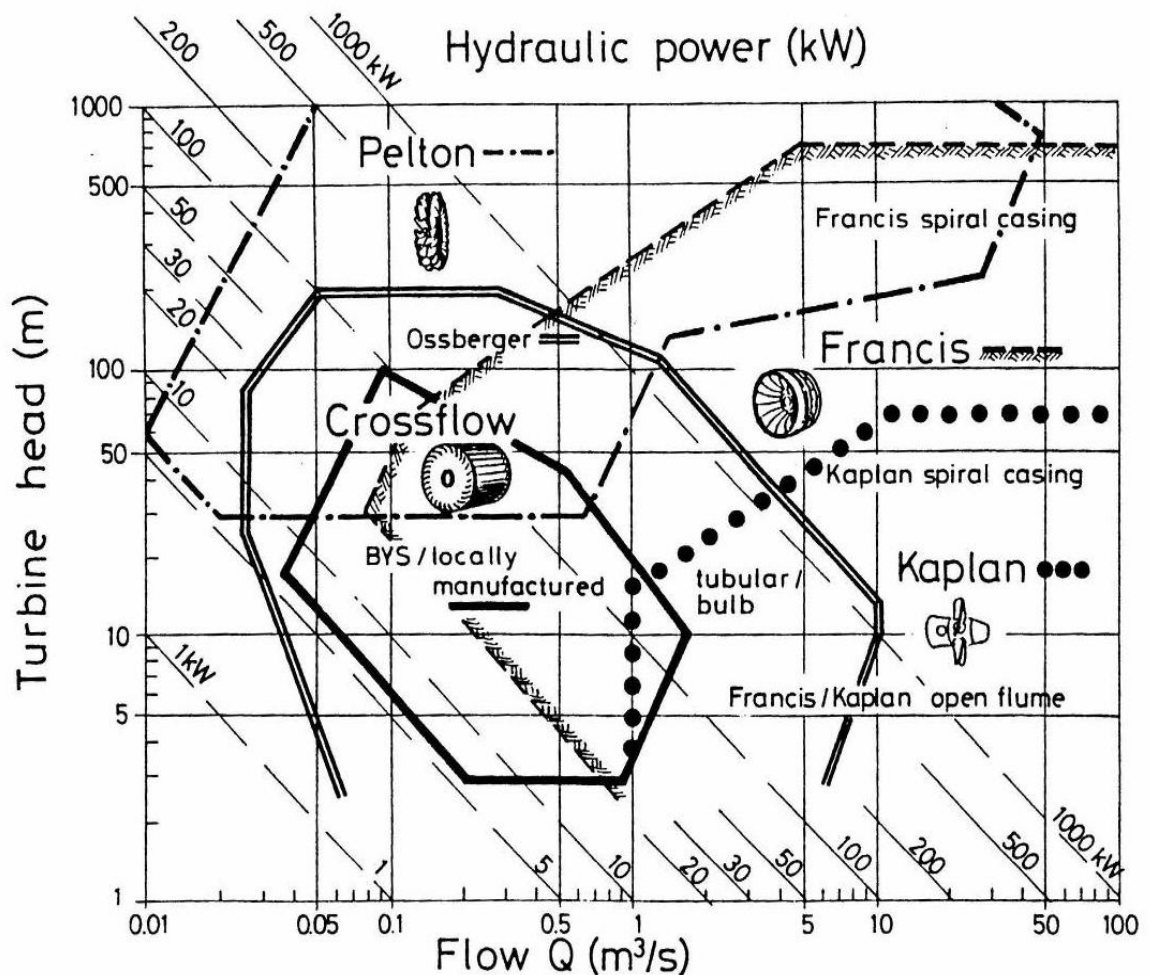 Hydraulic power (kW)
200
500
1000 kW
1000
500
100
50
10
5
1
Turbine head (m)
100
50
30
20
10
1kW
Pelton
Francis spiral casing
Ossberger
Francis
Crossflow
Kaplan spiral casing
BYS / locally
manufactured
tubular /
bulb
Kaplan
Francis/Kaplan open flume
1
5
10
20
30
50
100
200
500
1000 kW
0.01
0.05
0.1
0.5
1
5
10
50
100
Flow Q (m³/s)